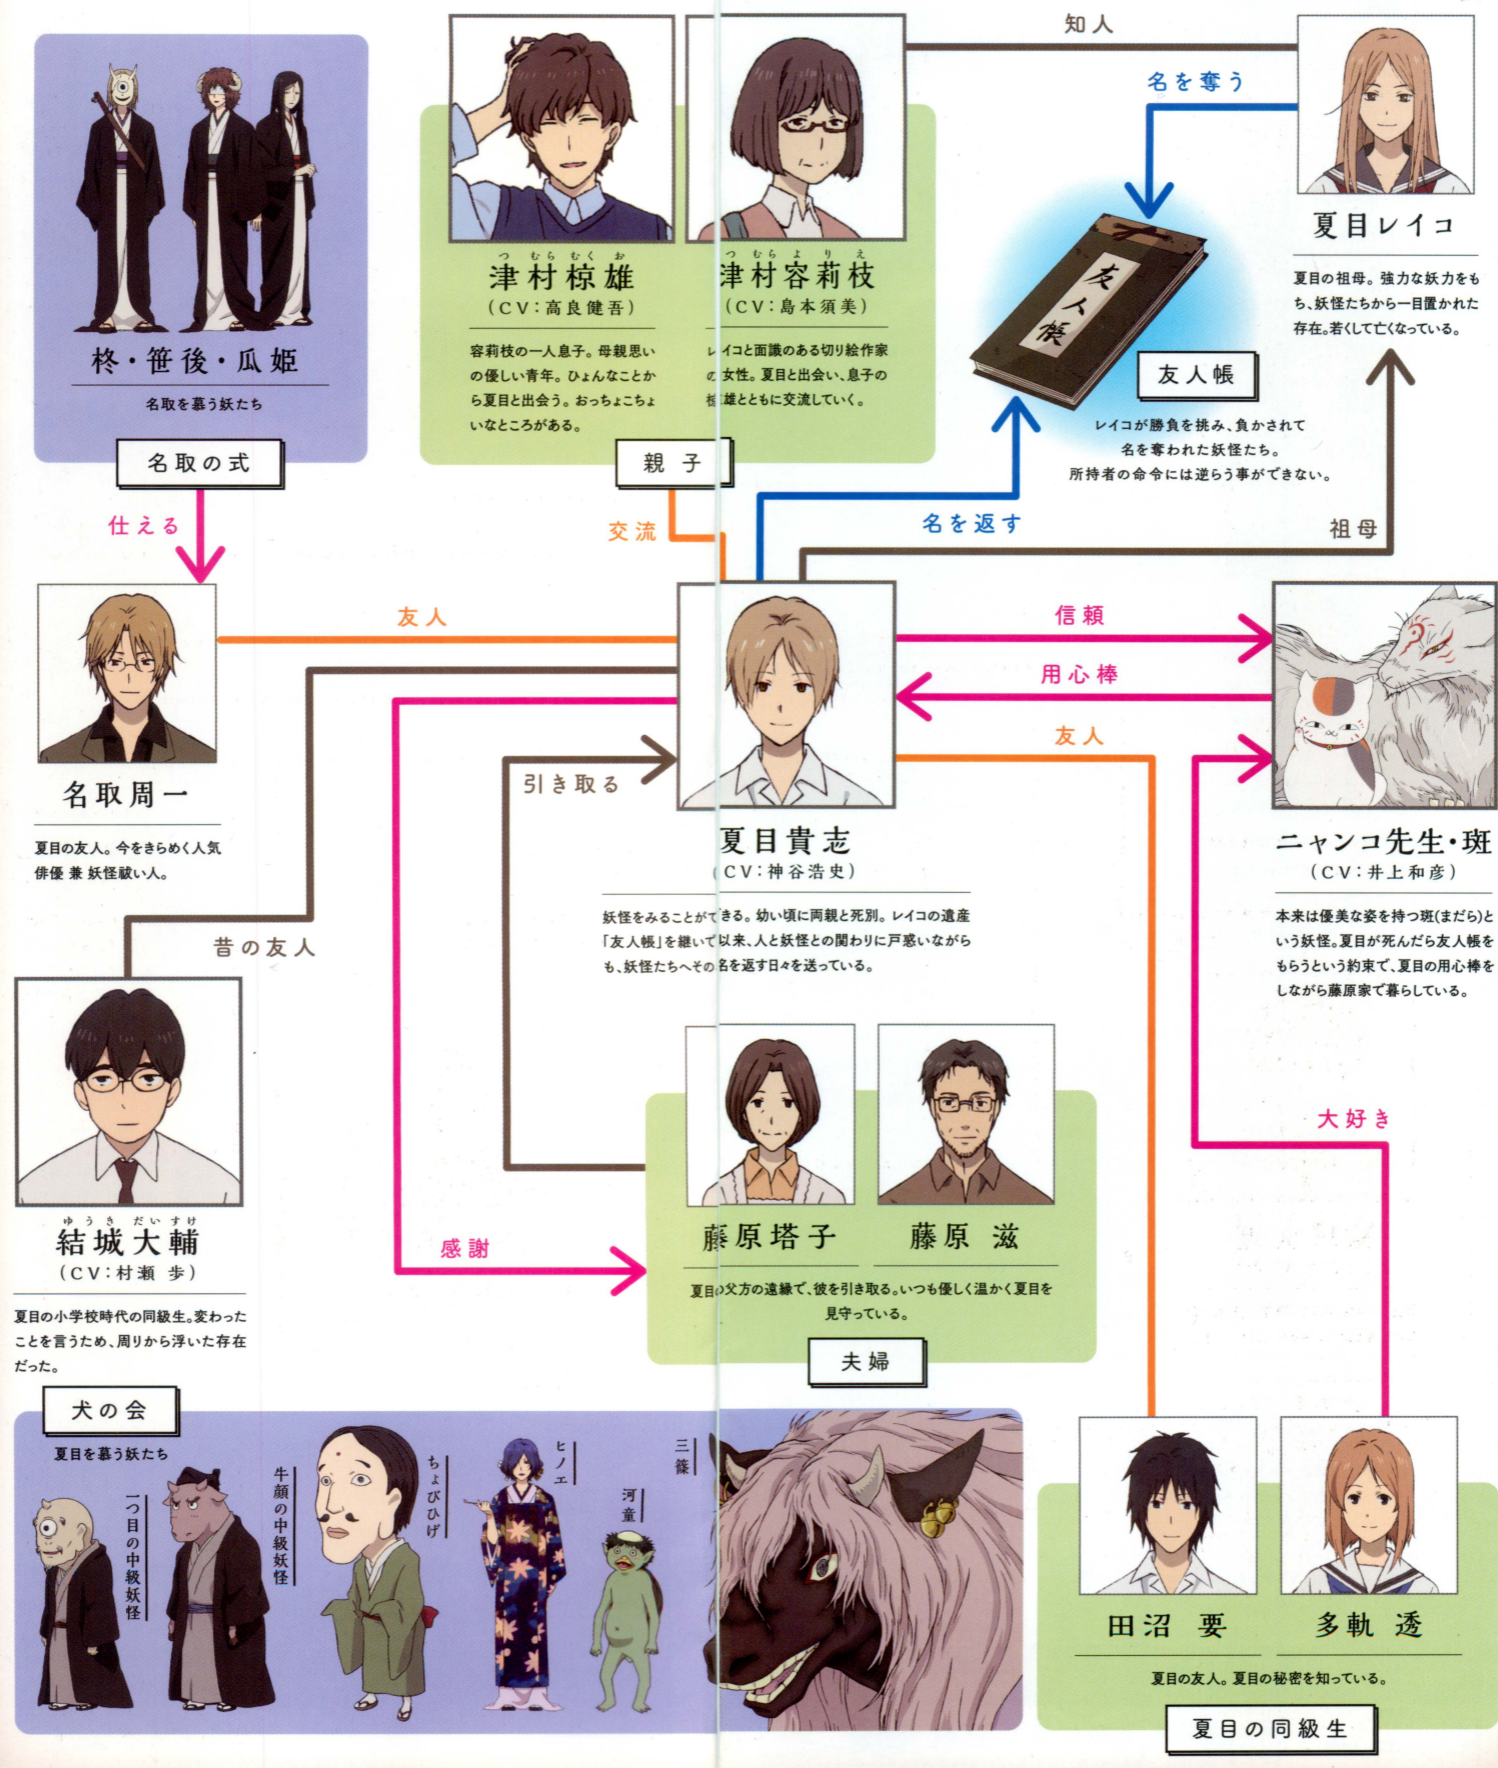 知人
名を奪う
柊・笹後・瓜姫
名取を慕う妖たち
名取の式
仕える
つ むら むく お
津村椋雄
(CV:高良健吾)
容莉枝の一人息子。母親思い
の優しい青年。ひょんなことか
ら夏目と出会う。おっちょこちょ
いなところがある。
つ むら よ り え
津村容莉枝
(CV:島本須美)
レイコと面識のある切り絵作家
の女性。夏目と出会い、息子の
椋雄とともに交流していく。
親 子
交流
夏目レイコ
夏目の祖母。強力な妖力をも
ち、妖怪たちから一目置かれた
存在。若くして亡くなっている。
友人帳
友人帳
レイコが勝負を挑み、負かされて
名を奪われた妖怪たち。
所持者の命令には逆らう事ができない。
名を返す
祖母
友人
信頼
用心棒
友人
引き取る
名取周一
夏目の友人。今をきらめく人気
俳優 兼 妖怪祓い人。
夏目貴志
(CV:神谷浩史)
妖怪をみることができる。幼い頃に両親と死別。レイコの遺産
「友人帳」を継いで以来、人と妖怪との関わりに戸惑いながら
も、妖怪たちへその名を返す日々を送っている。
ニャンコ先生・斑
(CV:井上和彦)
本来は優美な姿を持つ斑(まだら)と
いう妖怪。夏目が死んだら友人帳を
もらうという約束で、夏目の用心棒を
しながら藤原家で暮らしている。
昔の友人
ゆうき だいすけ
結城大輔
(CV:村瀬 歩)
夏目の小学校時代の同級生。変わった
ことを言うため、周りから浮いた存在
だった。
感謝
大好き
藤原塔子
藤原 滋
夏目の父方の遠縁で、彼を引き取る。いつも優しく温かく夏目を
見守っている。
夫婦
犬の会
夏目を慕う妖たち
一つ目の中級妖怪
牛顔の中級妖怪
ちょびひげ
ヒノエ
河童
三篠
田沼 要
多軌 透
夏目の友人。夏目の秘密を知っている。
夏目の同級生